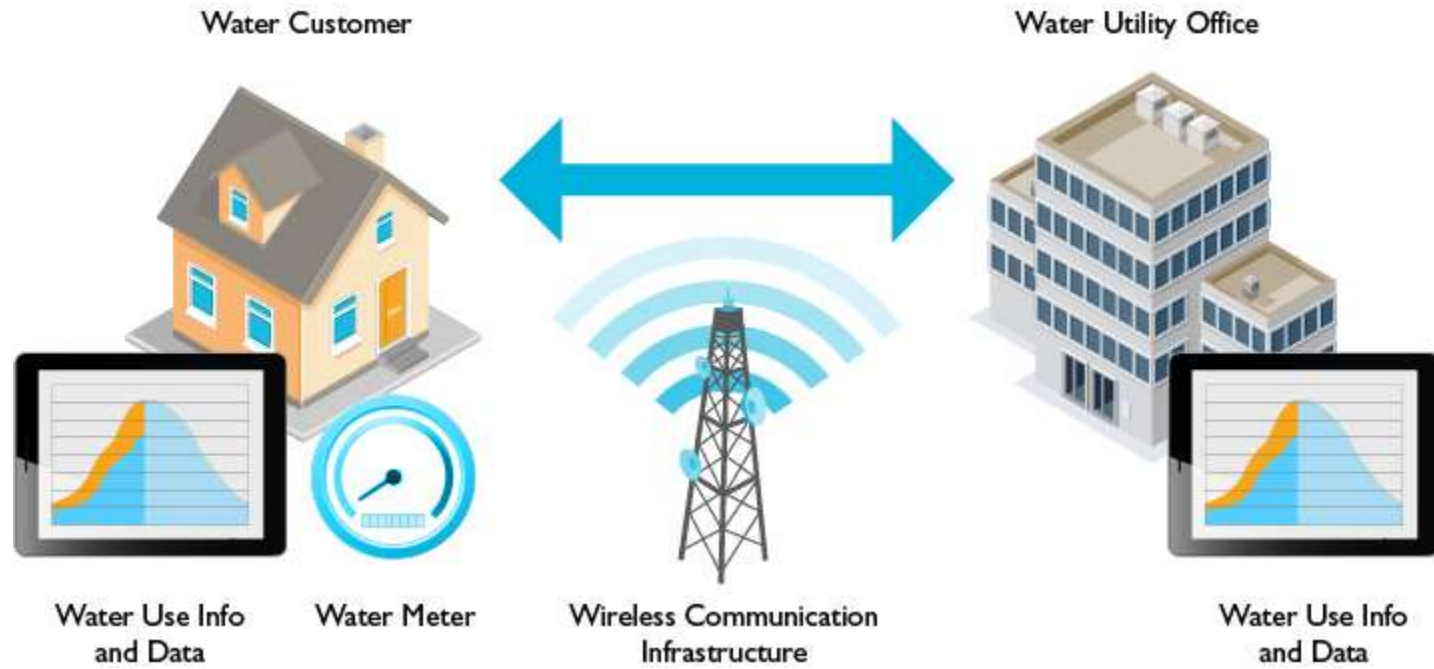 Water Customer
Water Utility Office
Water Use Info
and Data
Water Meter
Wireless Communication
Infrastructure
Water Use Info
and Data